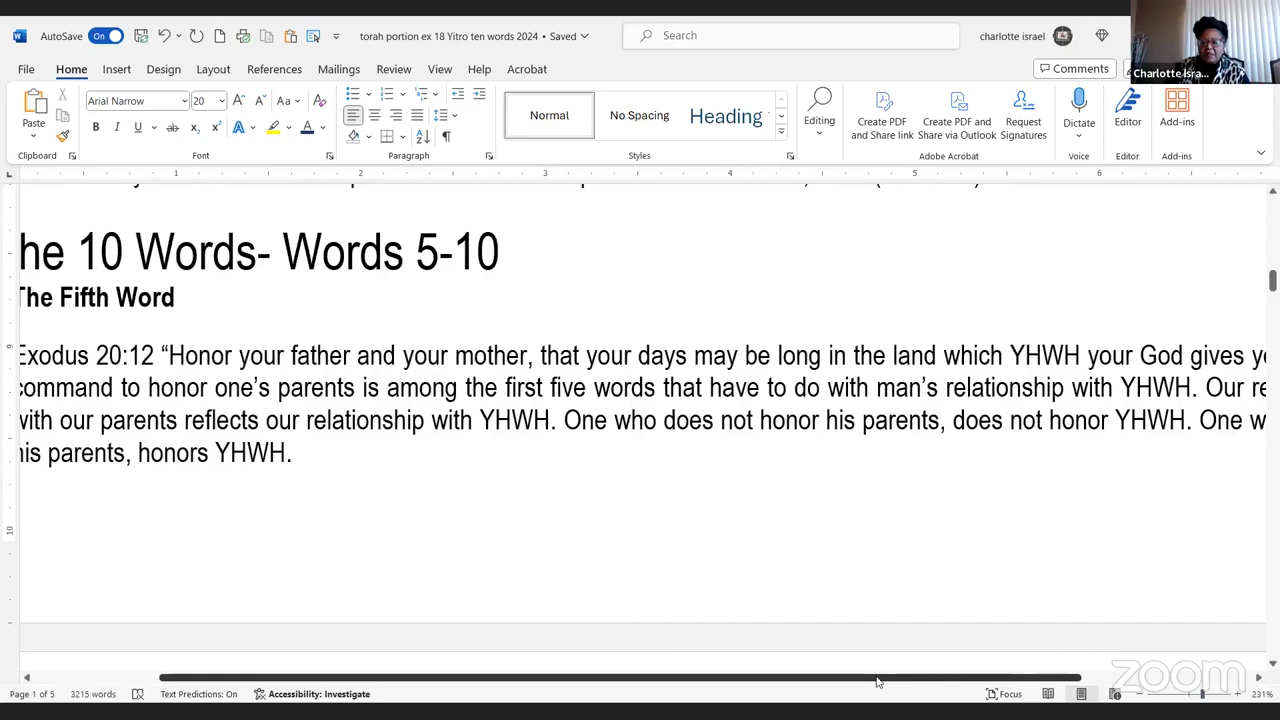 AutoSave On
torah portion ex 18 Yitro ten words 2024 • Saved
Search
charlotte israel
Charlotte Isra...
File Home Insert Design Layout References Mailings Review View Help Acrobat
Comments
Arial Narrow 20
Paste
Normal No Spacing Heading
Editing
Create PDF and Share link
Create PDF and Share via Outlook
Request Signatures
Dictate
Editor
Add-ins
Clipboard Font Paragraph Styles Adobe Acrobat Voice Editor Add-ins
1 2 3 4 5 6
he 10 Words- Words 5-10
The Fifth Word
Exodus 20:12 “Honor your father and your mother, that your days may be long in the land which YHWH your God gives y
command to honor one’s parents is among the first five words that have to do with man’s relationship with YHWH. Our re
with our parents reflects our relationship with YHWH. One who does not honor his parents, does not honor YHWH. One w
his parents, honors YHWH.
9
10
zoom
Page 1 of 5 3215 words Text Predictions: On Accessibility: Investigate Focus 231%